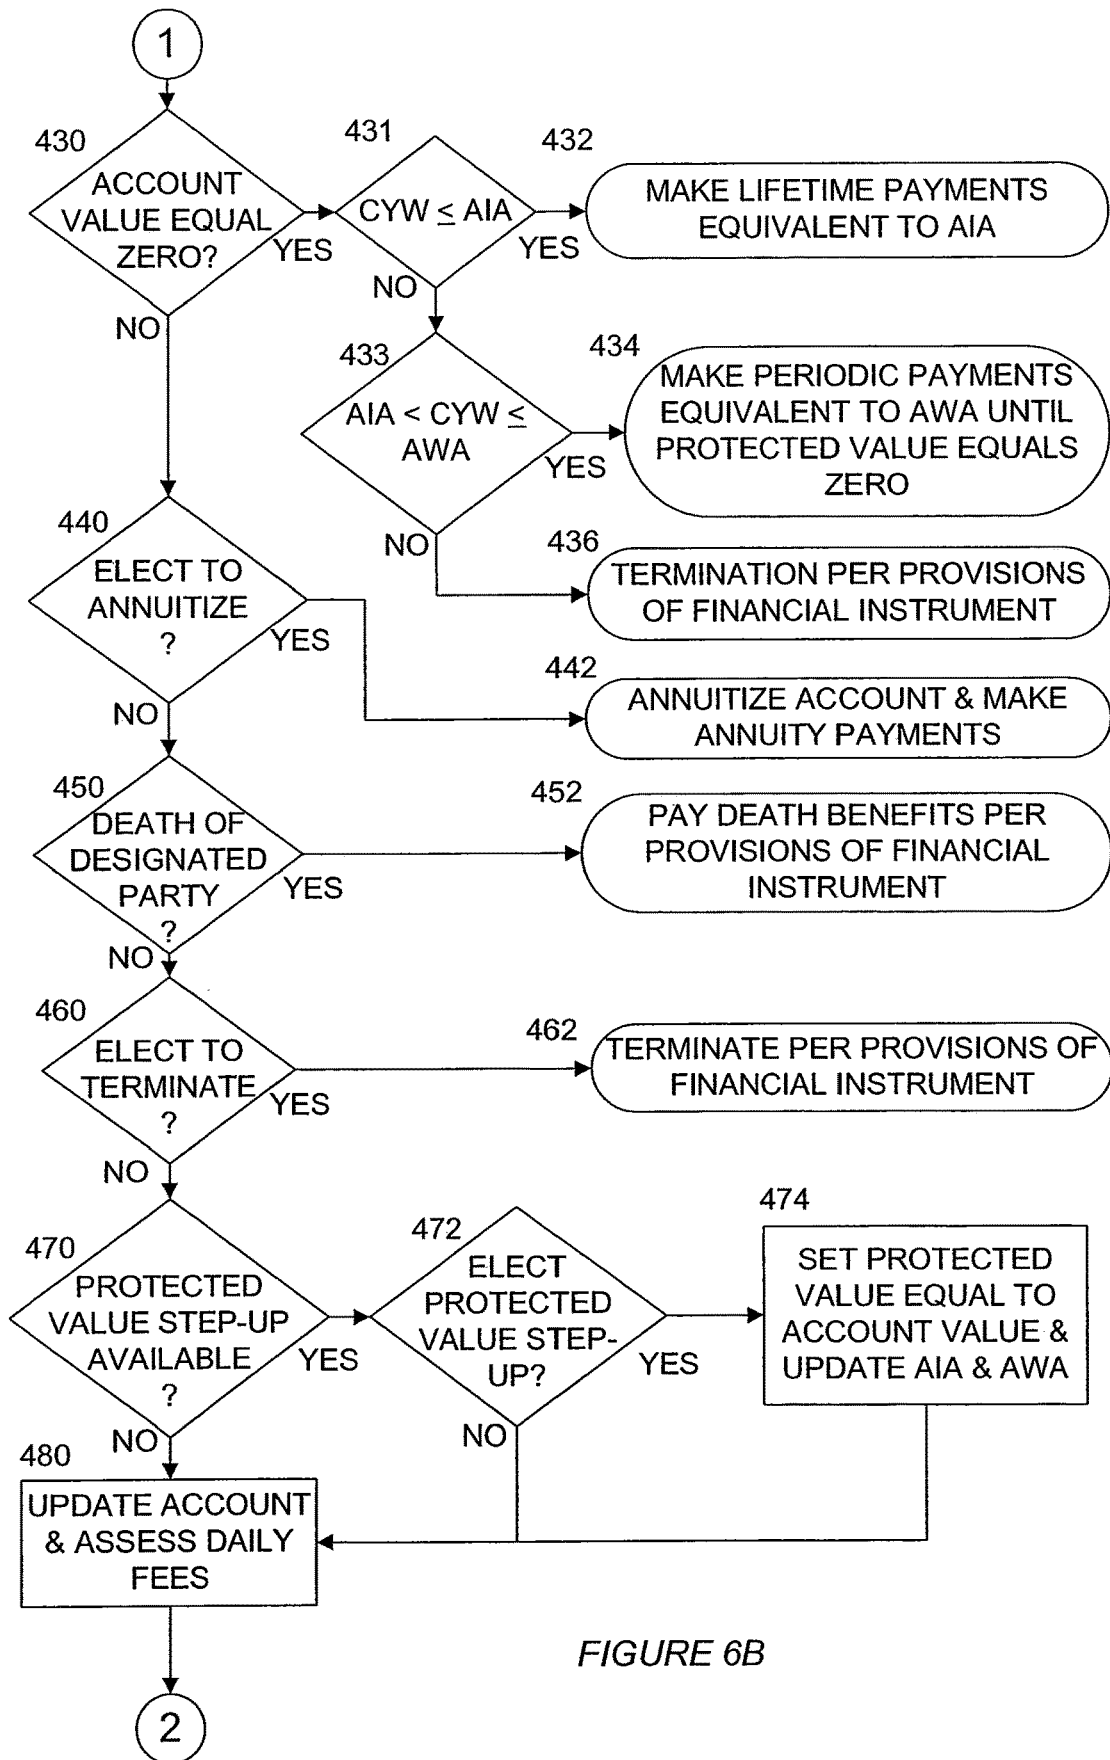 1
430
ACCOUNT
VALUE EQUAL
ZERO?
YES
NO
431
CYW ≤ AIA
YES
NO
432
MAKE LIFETIME PAYMENTS
EQUIVALENT TO AIA
433
AIA < CYW ≤
AWA
YES
NO
434
MAKE PERIODIC PAYMENTS
EQUIVALENT TO AWA UNTIL
PROTECTED VALUE EQUALS
ZERO
436
TERMINATION PER PROVISIONS
OF FINANCIAL INSTRUMENT
440
ELECT TO
ANNUITIZE
?
YES
NO
442
ANNUITIZE ACCOUNT & MAKE
ANNUITY PAYMENTS
450
DEATH OF
DESIGNATED
PARTY
?
YES
NO
452
PAY DEATH BENEFITS PER
PROVISIONS OF FINANCIAL
INSTRUMENT
460
ELECT TO
TERMINATE
?
YES
NO
462
TERMINATE PER PROVISIONS OF
FINANCIAL INSTRUMENT
470
PROTECTED
VALUE STEP-UP
AVAILABLE
?
YES
NO
472
ELECT
PROTECTED
VALUE STEP-
UP?
YES
NO
474
SET PROTECTED
VALUE EQUAL TO
ACCOUNT VALUE &
UPDATE AIA & AWA
480
UPDATE ACCOUNT
& ASSESS DAILY
FEES
2
FIGURE 6B